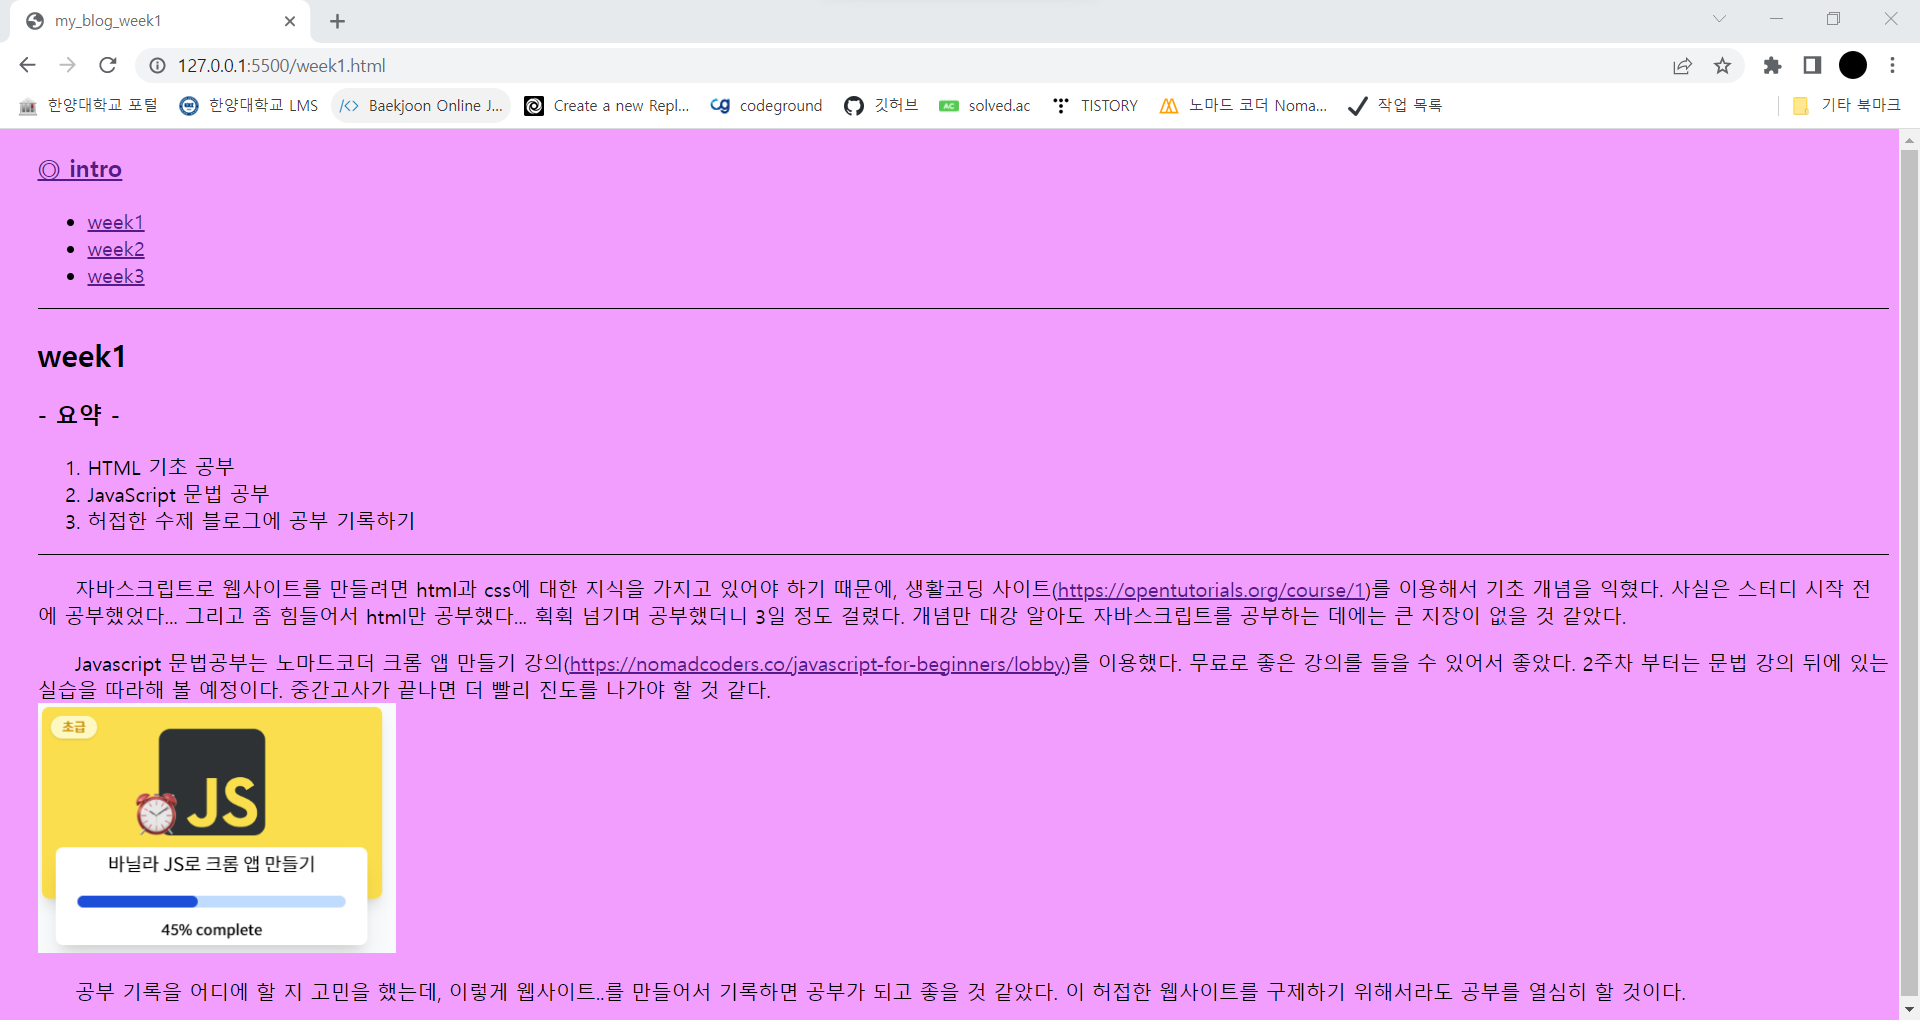 my_blog_week1
127.0.0.1:5500/week1.html
한양대학교 포털 한양대학교 LMS Baekjoon Online J... Create a new Repl... codeground 깃허브 solved.ac TISTORY 노마드 코더 Noma... 작업 목록 기타 북마크
◎ intro
• week1
• week2
• week3
week1
- 요약 -
1. HTML 기초 공부
2. JavaScript 문법 공부
3. 허접한 수제 블로그에 공부 기록하기
자바스크립트로 웹사이트를 만들려면 html과 css에 대한 지식을 가지고 있어야 하기 때문에, 생활코딩 사이트(https://opentutorials.org/course/1)를 이용해서 기초 개념을 익혔다. 사실은 스터디 시작 전
에 공부했었다... 그리고 좀 힘들어서 html만 공부했다... 휙휙 넘기며 공부했더니 3일 정도 걸렸다. 개념만 대강 알아도 자바스크립트를 공부하는 데에는 큰 지장이 없을 것 같았다.
Javascript 문법공부는 노마드코더 크롬 앱 만들기 강의(https://nomadcoders.co/javascript-for-beginners/lobby)를 이용했다. 무료로 좋은 강의를 들을 수 있어서 좋았다. 2주차 부터는 문법 강의 뒤에 있는
실습을 따라해 볼 예정이다. 중간고사가 끝나면 더 빨리 진도를 나가야 할 것 같다.
초급
JS
바닐라 JS로 크롬 앱 만들기
45% complete
공부 기록을 어디에 할 지 고민을 했는데, 이렇게 웹사이트..를 만들어서 기록하면 공부가 되고 좋을 것 같았다. 이 허접한 웹사이트를 구제하기 위해서라도 공부를 열심히 할 것이다.